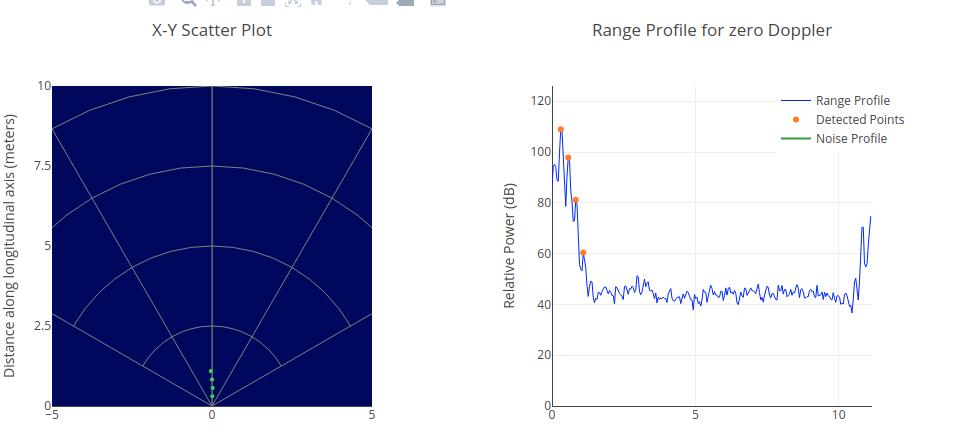 X-Y Scatter Plot
Distance along longitudinal axis (meters)
10
7.5
5
2.5
0
−5
0
5
Range Profile for zero Doppler
Relative Power (dB)
120
100
80
60
40
20
0
0
5
10
Range Profile
Detected Points
Noise Profile